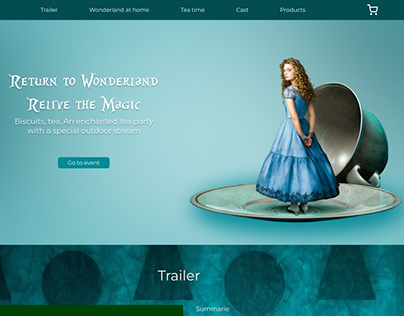 Trailer Wonderland at home Tea time Cast Products
Return to Wonderland
Relive the Magic
Biscuits, tea, An enchanted tea party
with a special outdoor stream.
Go to event
Trailer
Summarie